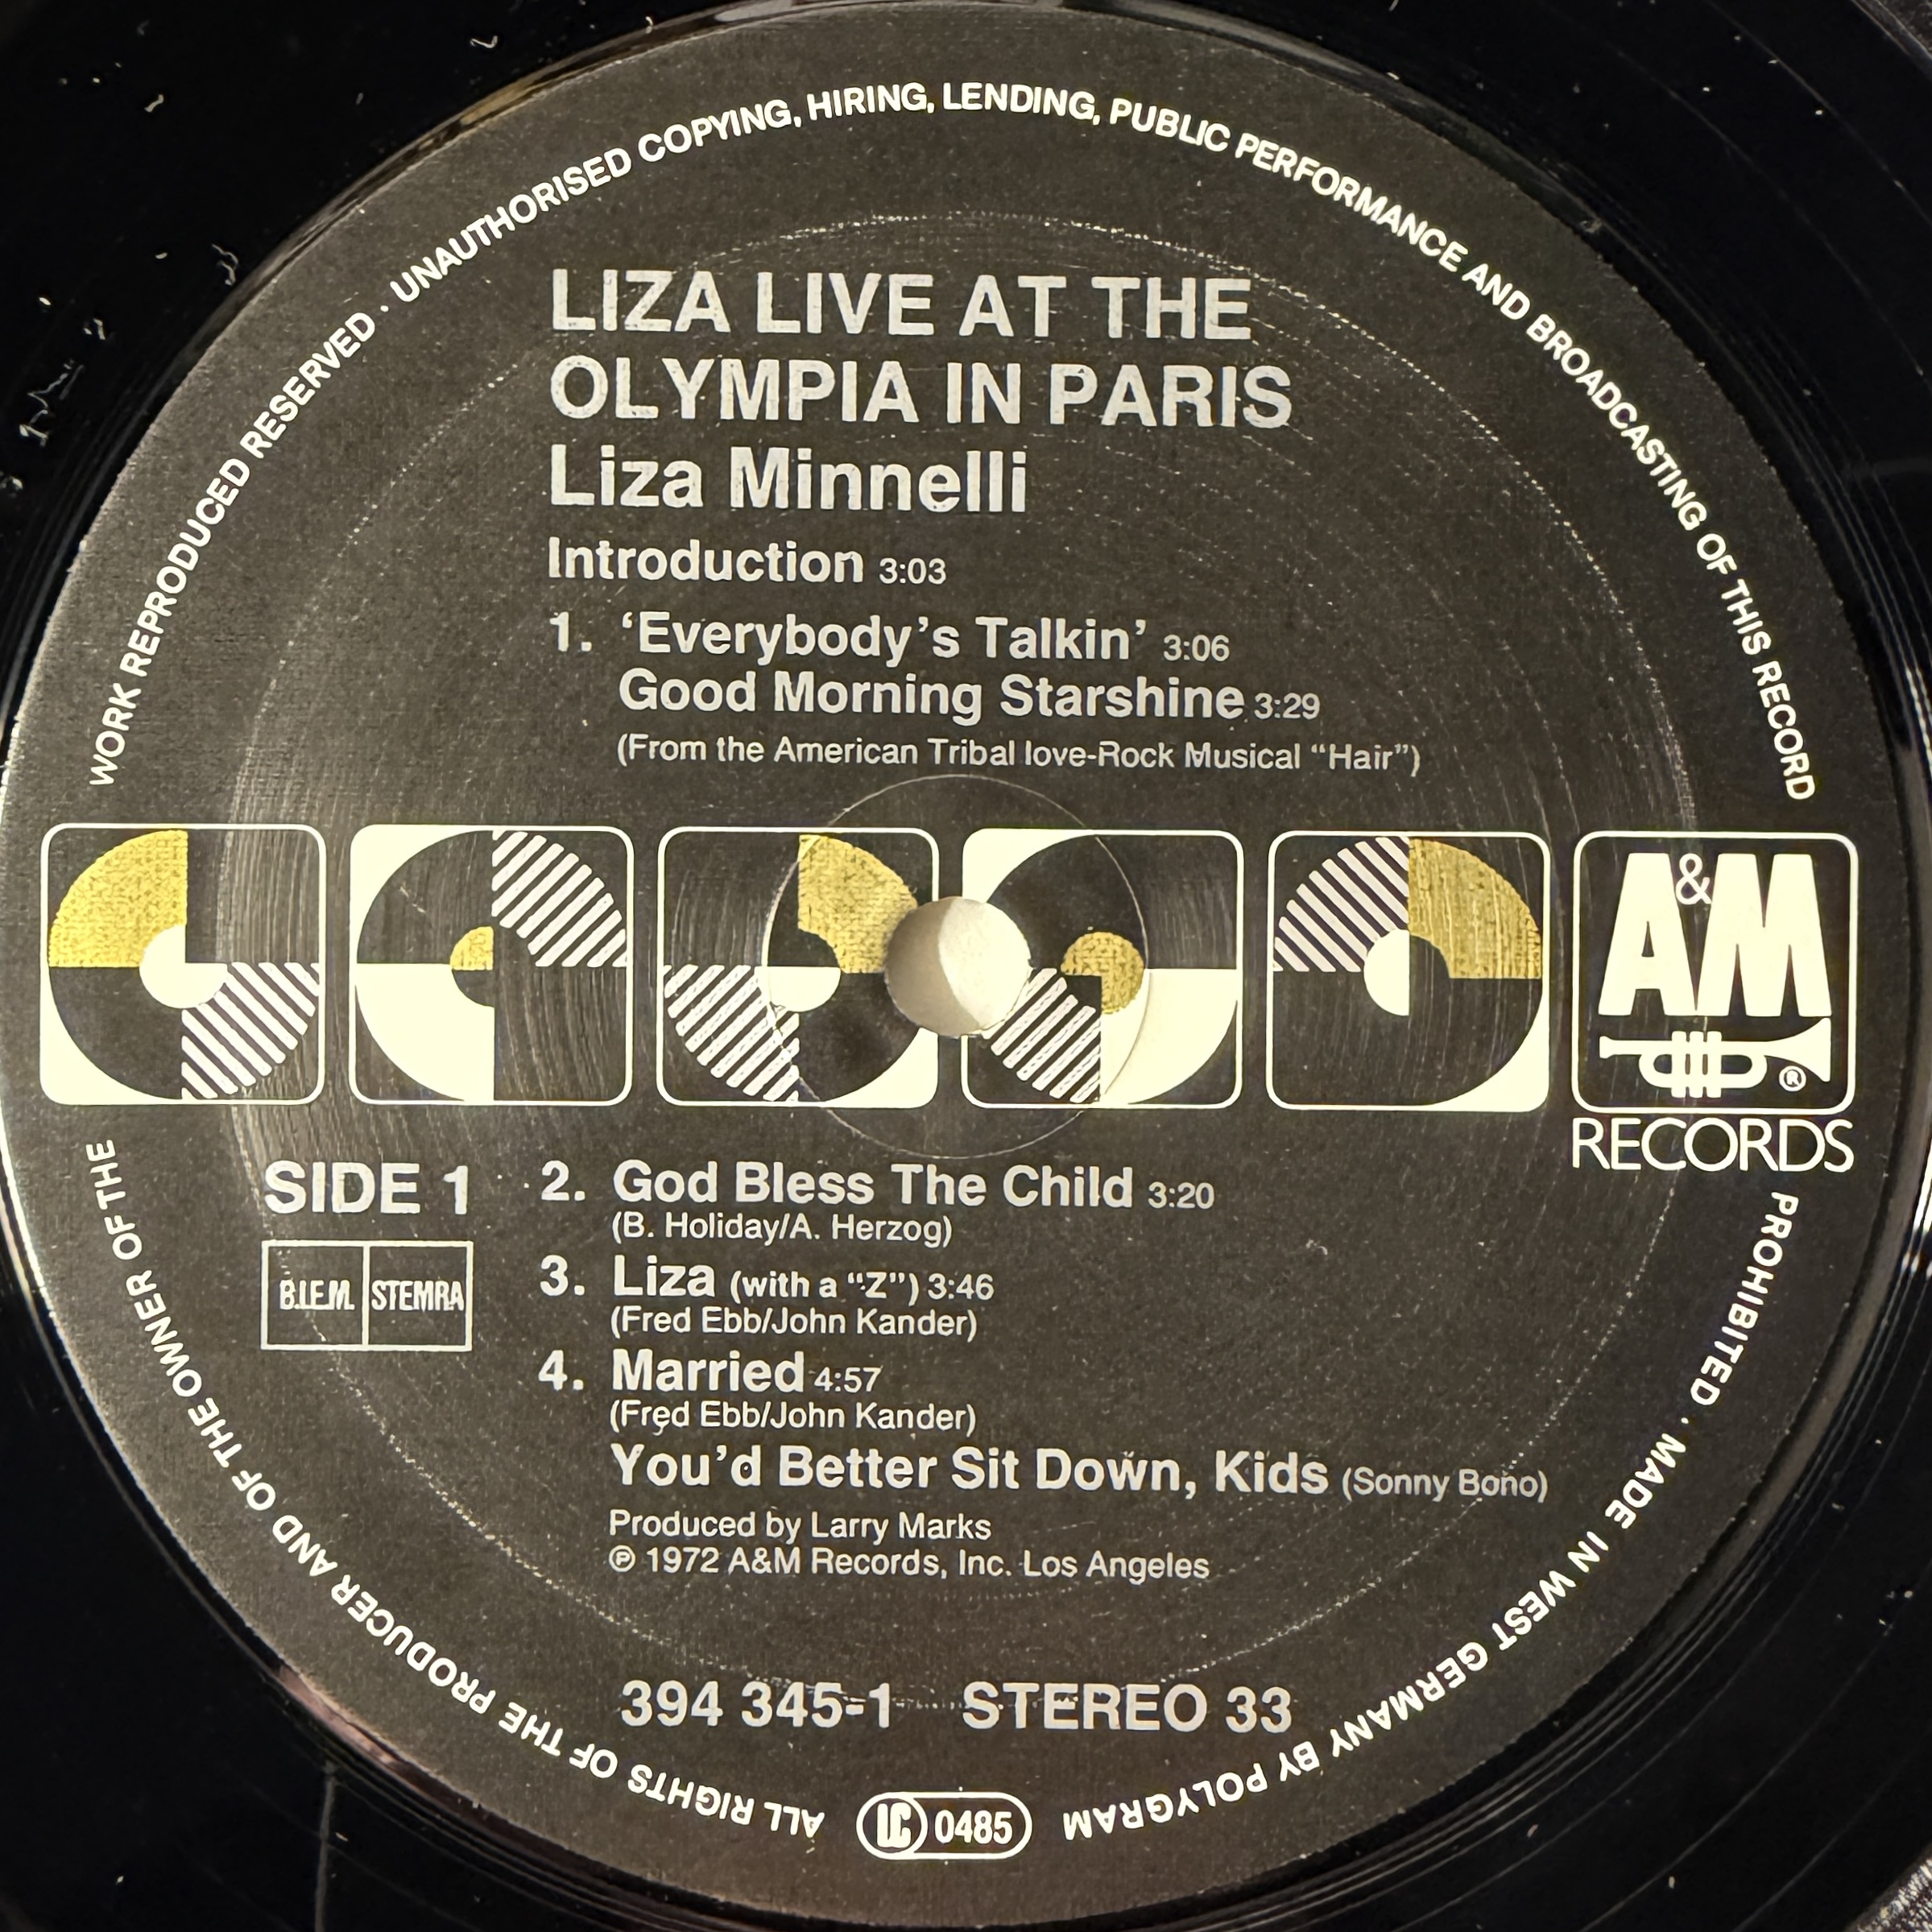 WORK REPRODUCED RESERVED · UNAUTHORISED COPYING, HIRING, LENDING, PUBLIC PERFORMANCE AND BROADCASTING OF THIS RECORD
LIZA LIVE AT THE
OLYMPIA IN PARIS
Liza Minnelli
Introduction 3:03
1. ‘Everybody’s Talkin’ 3:06
Good Morning Starshine 3:29
(From the American Tribal love-Rock Musical “Hair”)
A&M
®
RECORDS
SIDE 1
B.I.E.M. STEMRA
2. God Bless The Child 3:20
(B. Holiday/A. Herzog)
3. Liza (with a “Z”) 3:46
(Fred Ebb/John Kander)
4. Married 4:57
(Fred Ebb/John Kander)
You’d Better Sit Down, Kids (Sonny Bono)
Produced by Larry Marks
℗ 1972 A&M Records, Inc. Los Angeles
394 345-1 STEREO 33
PROHIBITED · MADE IN WEST GERMANY BY POLYGRAM
LC 0485
ALL RIGHTS OF THE PRODUCER AND OF THE OWNER OF THE